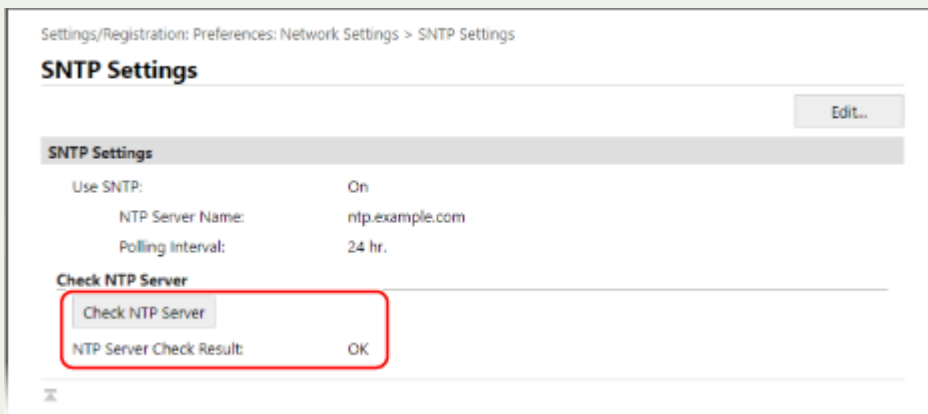 Settings/Registration: Preferences: Network Settings > SNTP Settings
SNTP Settings
Edit...
SNTP Settings
Use SNTP: On
NTP Server Name: ntp.example.com
Polling Interval: 24 hr.
Check NTP Server
Check NTP Server
NTP Server Check Result: OK